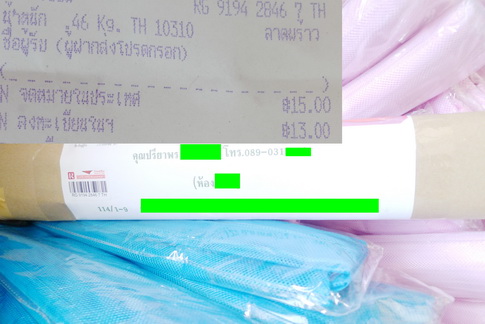 RG 9194 2846 7 TH
น้ำหนัก .46 Kg. TH 10310 ลาดพร้าว
ชื่อผู้รับ (ผู้ฝากส่งโปรดกรอก)
(_ _ _ _ _ _ _ _ _ _ _ _ _)
N จดหมายในประเทศ ฿15.00
N ลงทะเบียนในฯ ฿13.00
คุณปรียาพร โทร.089-031
(ห้อง
R
314/1-5